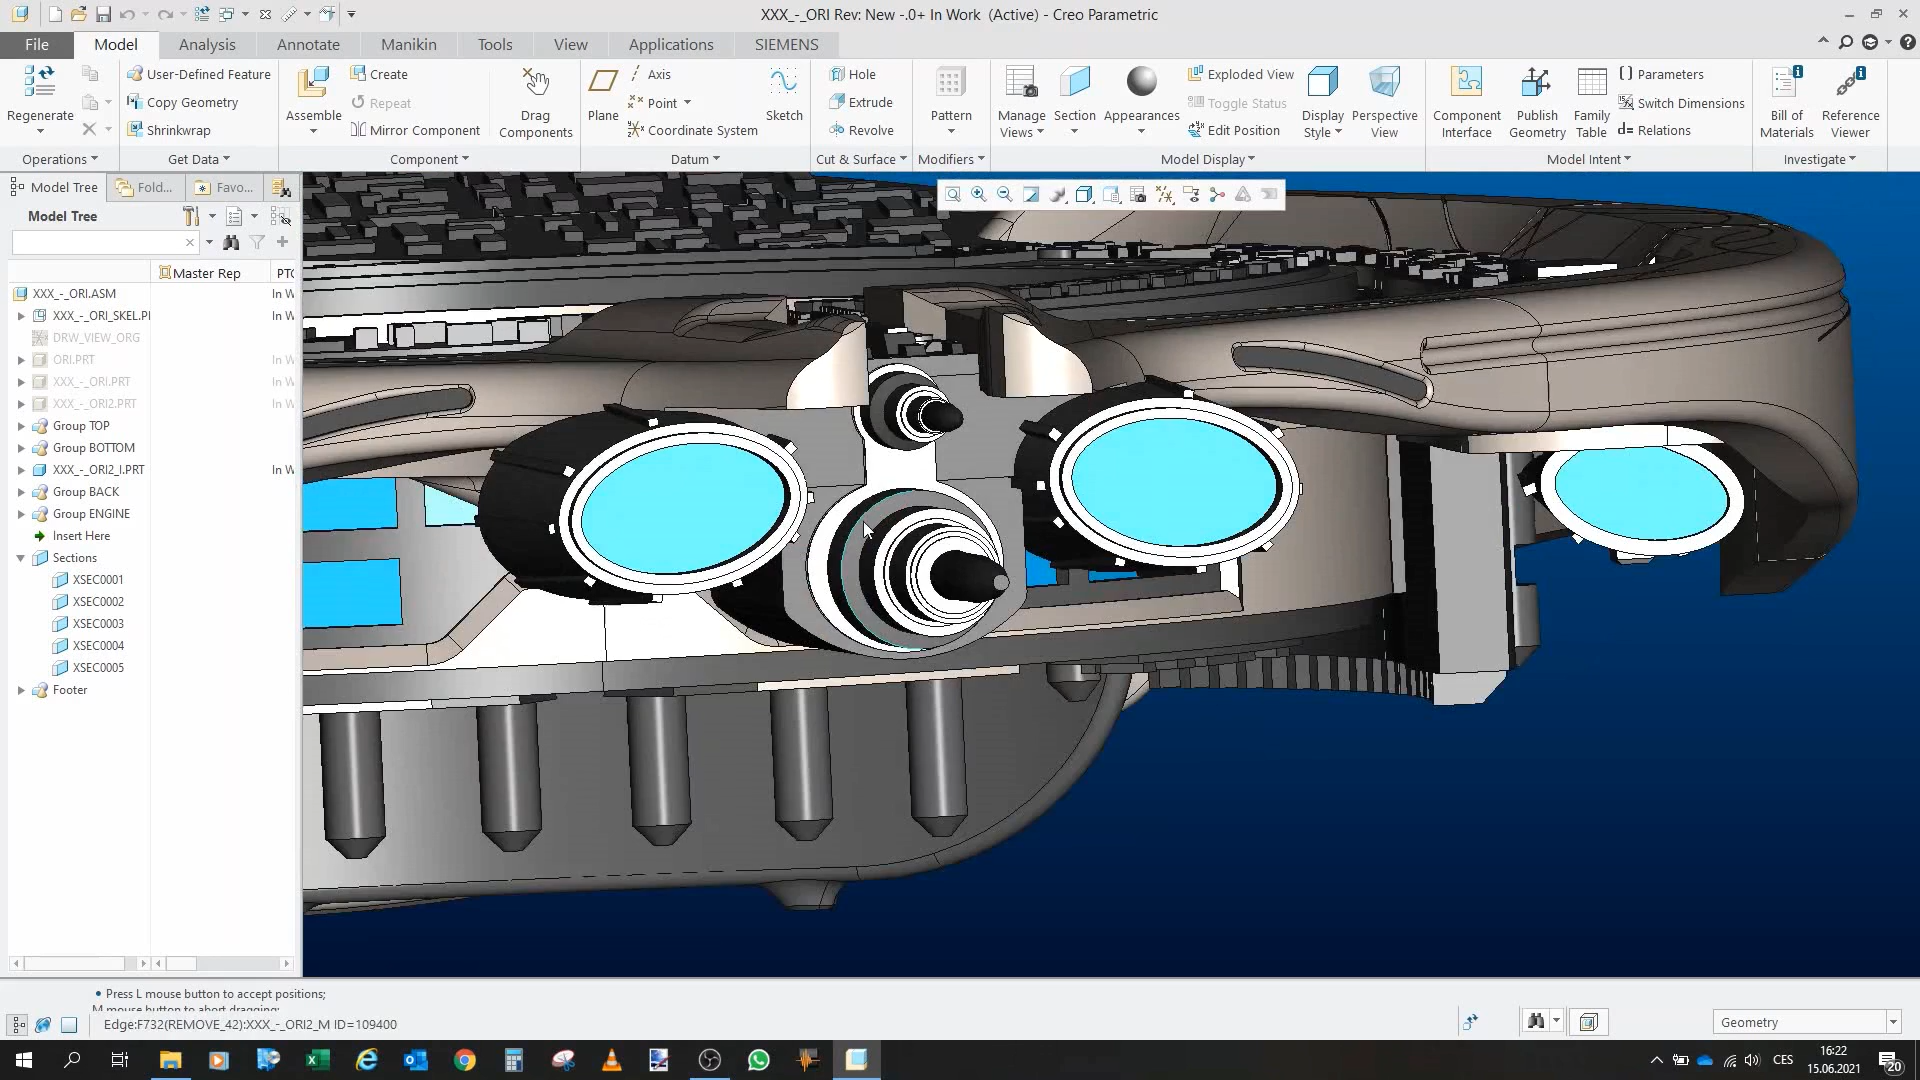 XXX_-_ORI Rev: New -.0+ In Work (Active) - Creo Parametric
File Model Analysis Annotate Manikin Tools View Applications SIEMENS
Regenerate
Operations
User-Defined Feature
Copy Geometry
Shrinkwrap
Get Data
Assemble
Create
Repeat
Mirror Component
Drag
Components
Component
Plane
Axis
Point
Coordinate System
Sketch
Datum
Hole
Extrude
Revolve
Cut & Surface
Pattern
Modifiers
Manage
Views
Section
Appearances
Exploded View
Toggle Status
Edit Position
Display
Style
Perspective
View
Model Display
Component
Interface
Publish
Geometry
Family
Table
Parameters
Switch Dimensions
Relations
Model Intent
Bill of
Materials
Reference
Viewer
Investigate
Model Tree Fold... Favo...
Model Tree
Master Rep PTC
XXX_-_ORI.ASM In W
XXX_-_ORI_SKEL.PI In W
DRW_VIEW_ORG
ORI.PRT In W
XXX_-_ORI.PRT In W
XXX_-_ORI2.PRT In W
Group TOP
Group BOTTOM
XXX_-_ORI2_I.PRT In W
Group BACK
Group ENGINE
Insert Here
Sections
XSEC0001
XSEC0002
XSEC0003
XSEC0004
XSEC0005
Footer
• Press L mouse button to accept positions;
M mouse button to abort dragging;
Edge:F732(REMOVE_42):XXX_-_ORI2_M ID=109400
Geometry
CES
16:22
15.06.2021
20